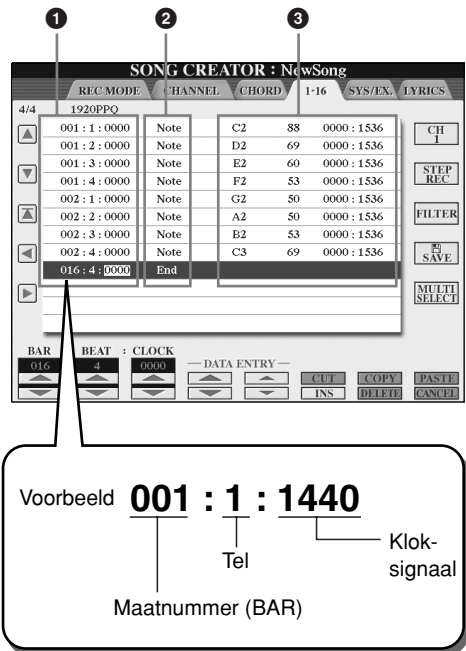 1 2 3
SONG CREATOR : NewSong
REC MODE CHANNEL CHORD 1-16 SYS/EX. LYRICS
4/4 1920PPQ
001 : 1 : 0000 Note C2 88 0000 : 1536
001 : 2 : 0000 Note D2 69 0000 : 1536
001 : 3 : 0000 Note E2 60 0000 : 1536
001 : 4 : 0000 Note F2 53 0000 : 1536
002 : 1 : 0000 Note G2 50 0000 : 1536
002 : 2 : 0000 Note A2 50 0000 : 1536
002 : 3 : 0000 Note B2 53 0000 : 1536
002 : 4 : 0000 Note C3 69 0000 : 1536
016 : 4 : 0000 End
CH
1
STEP
REC
FILTER
SAVE
MULTI
SELECT
BAR BEAT : CLOCK
016 4 0000
DATA ENTRY
CUT COPY PASTE
INS DELETE CANCEL
Voorbeeld 001 : 1 : 1440
Klok-
signaal
Tel
Maatnummer (BAR)